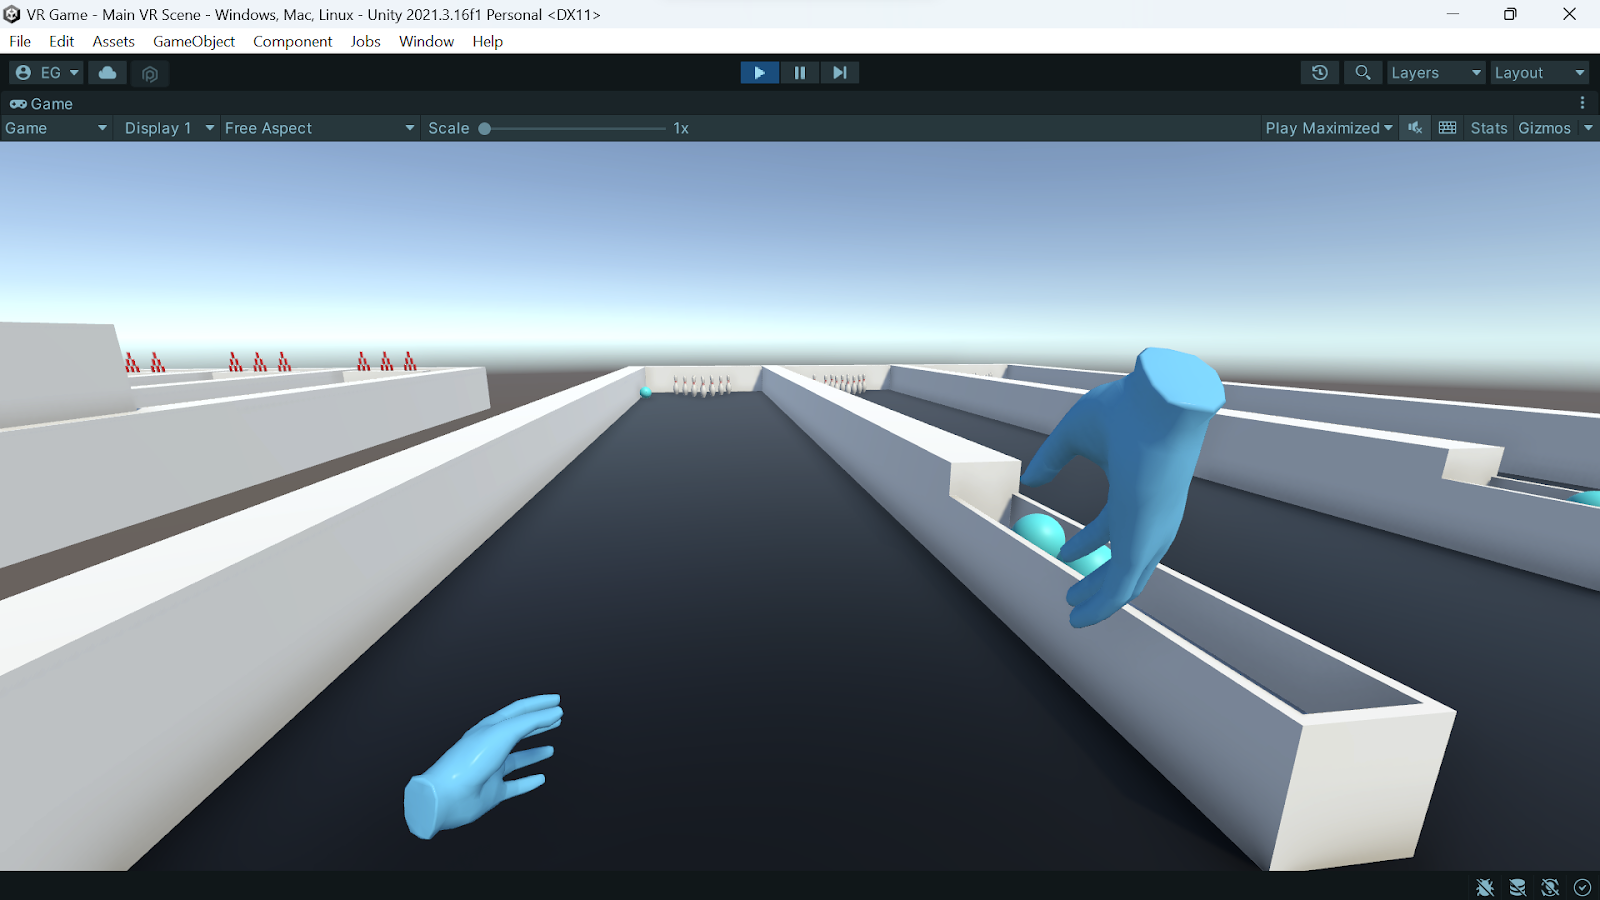 VR Game - Main VR Scene - Windows, Mac, Linux - Unity 2021.3.16f1 Personal <DX11>
File Edit Assets GameObject Component Jobs Window Help
EG Layers Layout
Game
Game Display 1 Free Aspect Scale 1x Play Maximized Stats Gizmos